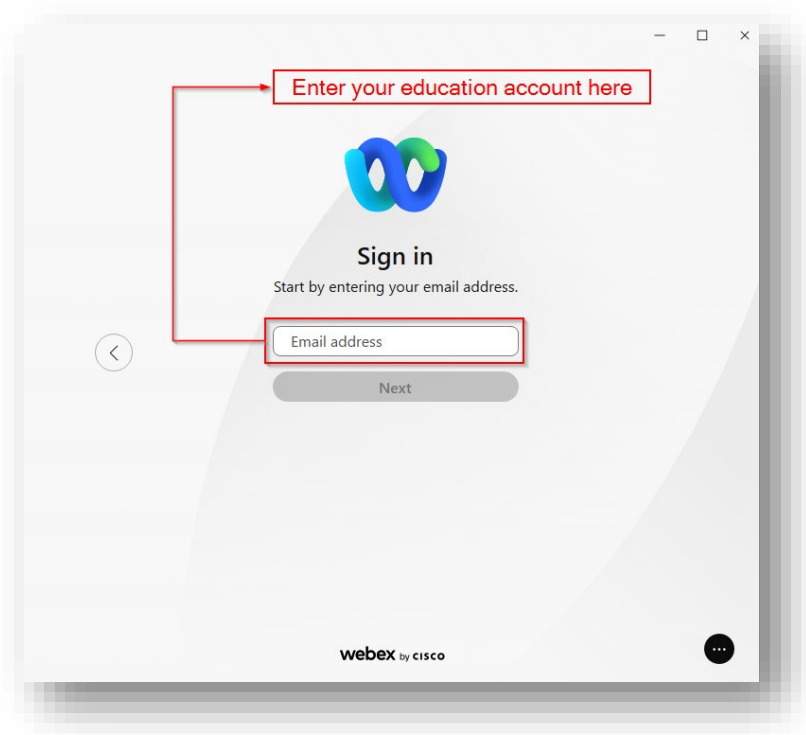 Enter your education account here
Sign in
Start by entering your email address.
Email address
Next
webex by CISCO